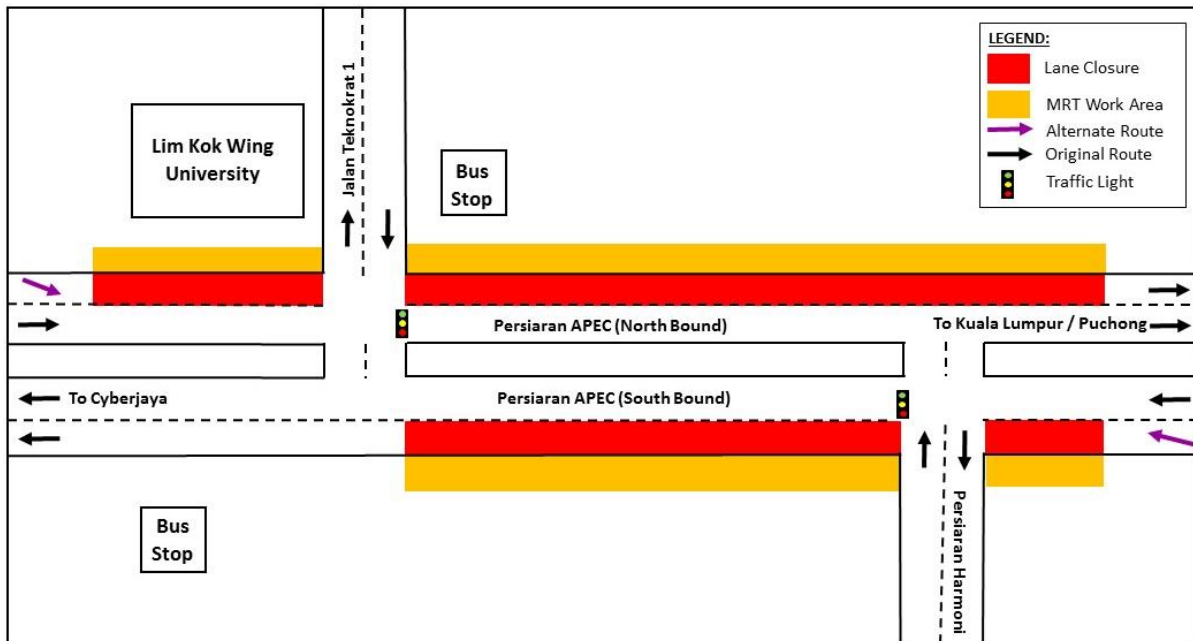 LEGEND:
Lane Closure
MRT Work Area
Alternate Route
Original Route
Traffic Light
Jalan Teknokrat 1
Lim Kok Wing
University
Bus
Stop
Persiaran APEC (North Bound)
To Kuala Lumpur / Puchong
To Cyberjaya
Persiaran APEC (South Bound)
Persiaran Harmoni
Bus
Stop